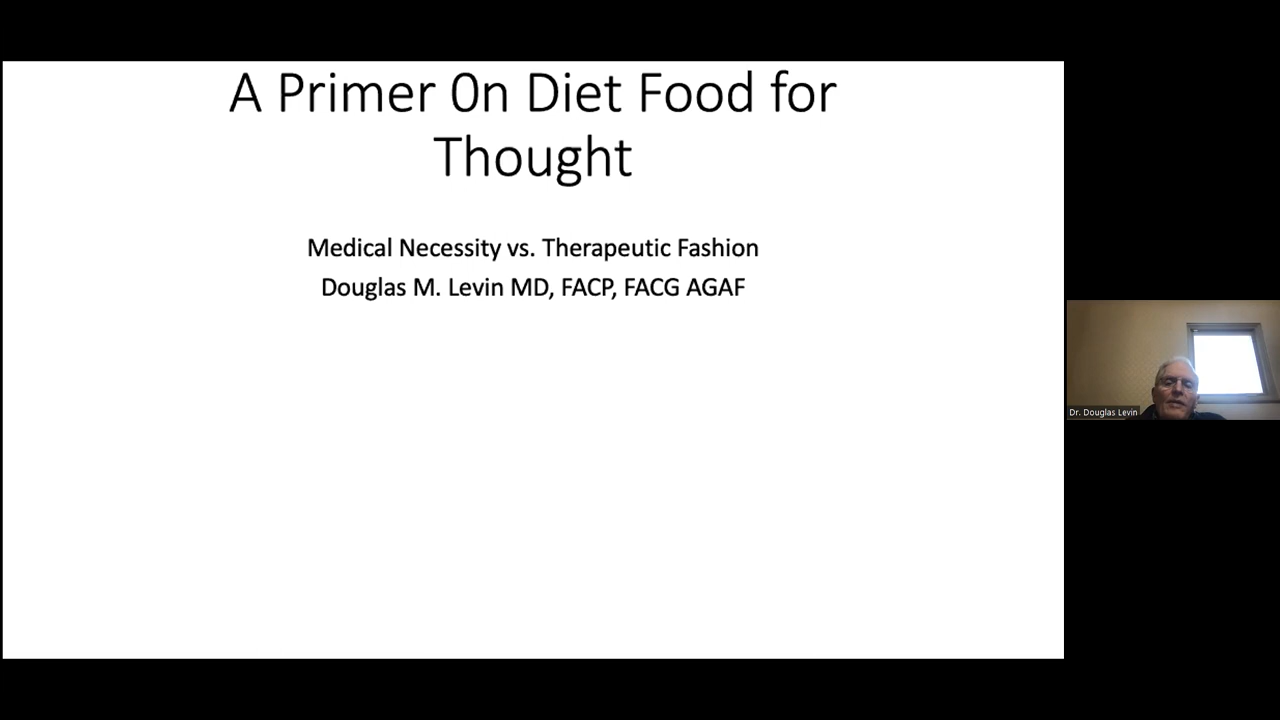 A Primer 0n Diet Food for
Thought
Medical Necessity vs. Therapeutic Fashion
Douglas M. Levin MD, FACP, FACG AGAF
Dr. Douglas Levin